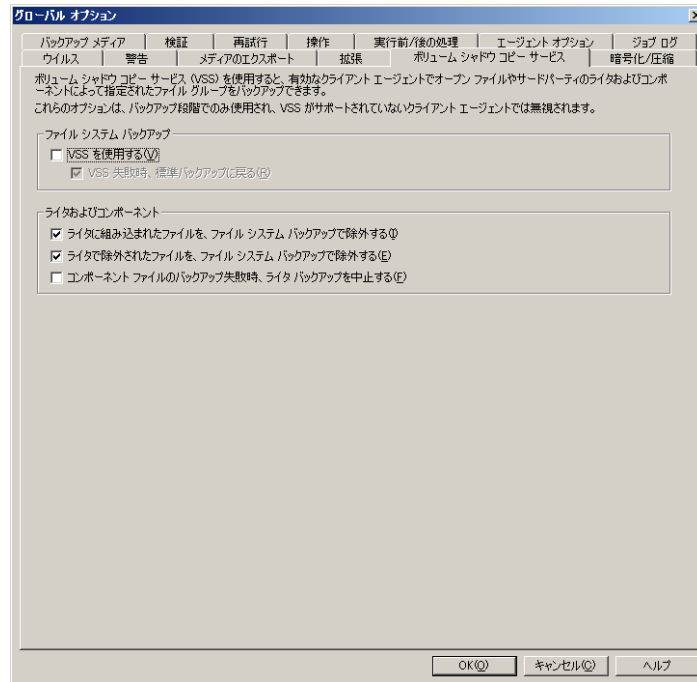 グローバル オプション
バックアップ メディア 検証 再試行 操作 実行前/後の処理 エージェント オプション ジョブ ログ
ウイルス 警告 メディアのエクスポート 拡張 ボリューム シャドウ コピー サービス 暗号化/圧縮
ボリューム シャドウ コピー サービス (VSS) を使用すると、有効なクライアント エージェントでオープン ファイルやサードパーティのライタおよびコンポ
ーネントによって指定されたファイル グループをバックアップできます。
これらのオプションは、バックアップ段階でのみ使用され、VSS がサポートされていないクライアント エージェントでは無視されます。
ファイル システム バックアップ
VSS を使用する(V)
VSS 失敗時、標準バックアップに戻る(R)
ライタおよびコンポーネント
ライタに組み込まれたファイルを、ファイル システム バックアップで除外する(I)
ライタで除外されたファイルを、ファイル システム バックアップで除外する(E)
コンポーネント ファイルのバックアップ失敗時、ライタ バックアップを中止する(F)
OK(O) キャンセル(C) ヘルプ